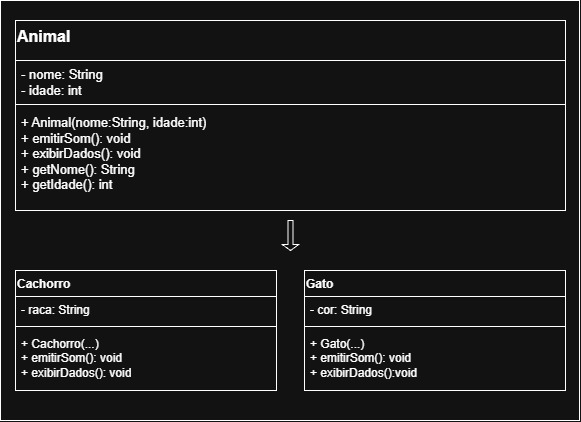 Animal
- nome: String
- idade: int
+ Animal(nome:String, idade:int)
+ emitirSom(): void
+ exibirDados(): void
+ getNome(): String
+ getIdade(): int
Cachorro
- raca: String
+ Cachorro(...)
+ emitirSom(): void
+ exibirDados(): void
Gato
- cor: String
+ Gato(...)
+ emitirSom(): void
+ exibirDados():void